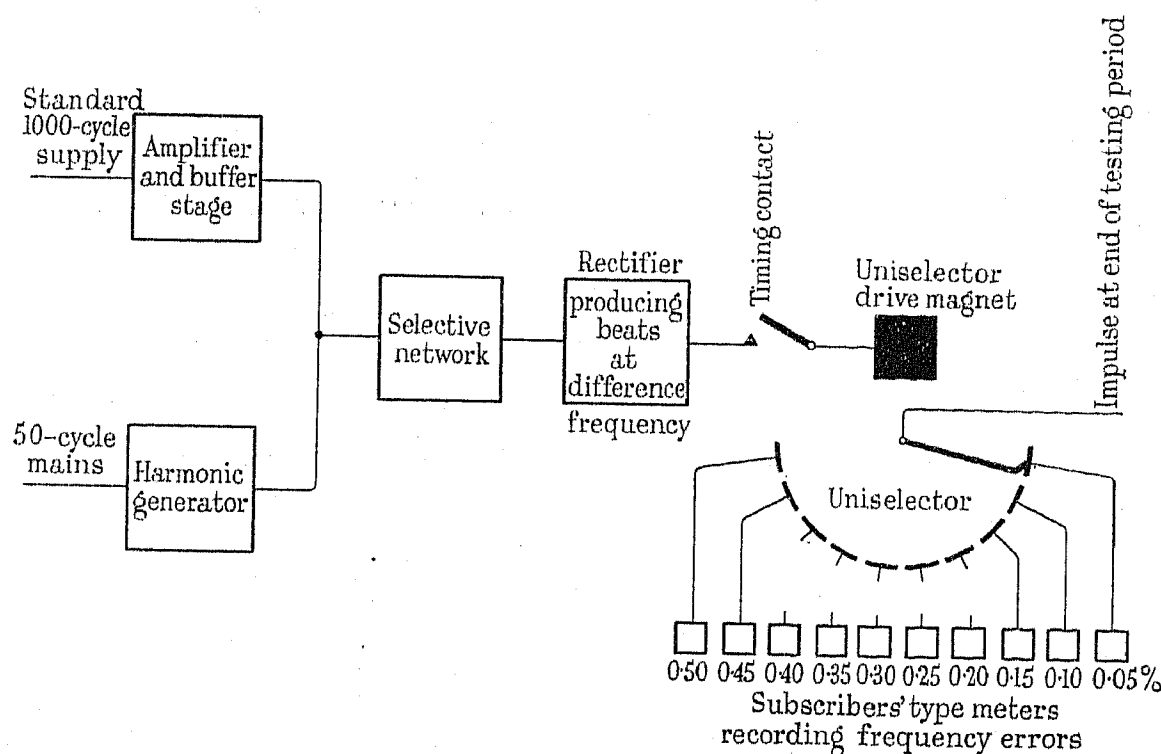 Standard
1000-cycle
supply
Amplifier
and buffer
stage
50-cycle
mains
Harmonic
generator
Selective
network
Rectifier
producing
beats
at
difference
frequency
Timing contact
Uniselector
drive magnet
Impulse at end of testing period
Uniselector
0·50 0·45 0·40 0·35 0·30 0·25 0·20 0·15 0·10 0·05%
Subscribers' type meters
recording frequency errors